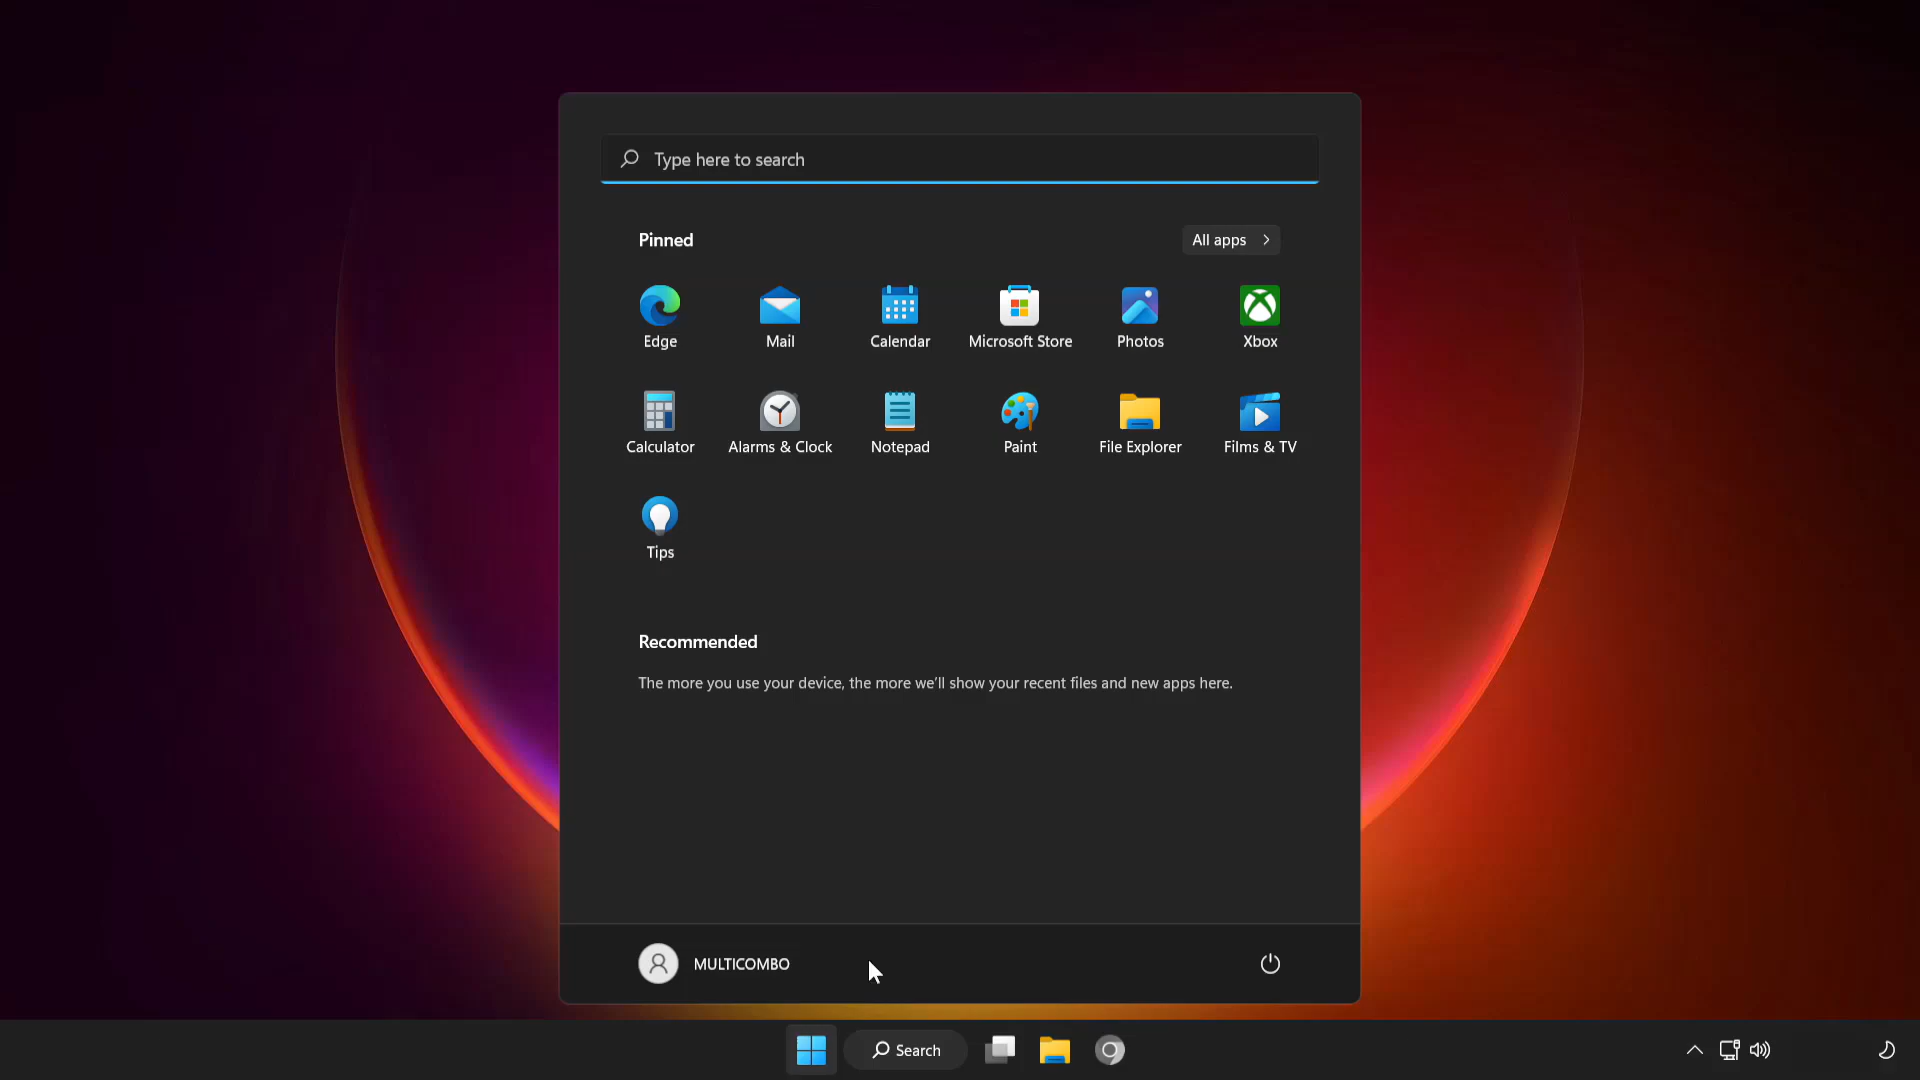 Type here to search
Pinned
All apps
Edge
Mail
Calendar
Microsoft Store
Photos
Xbox
Calculator
Alarms & Clock
Notepad
Paint
File Explorer
Films & TV
Tips
Recommended
The more you use your device, the more we'll show your recent files and new apps here.
MULTICOMBO
Search